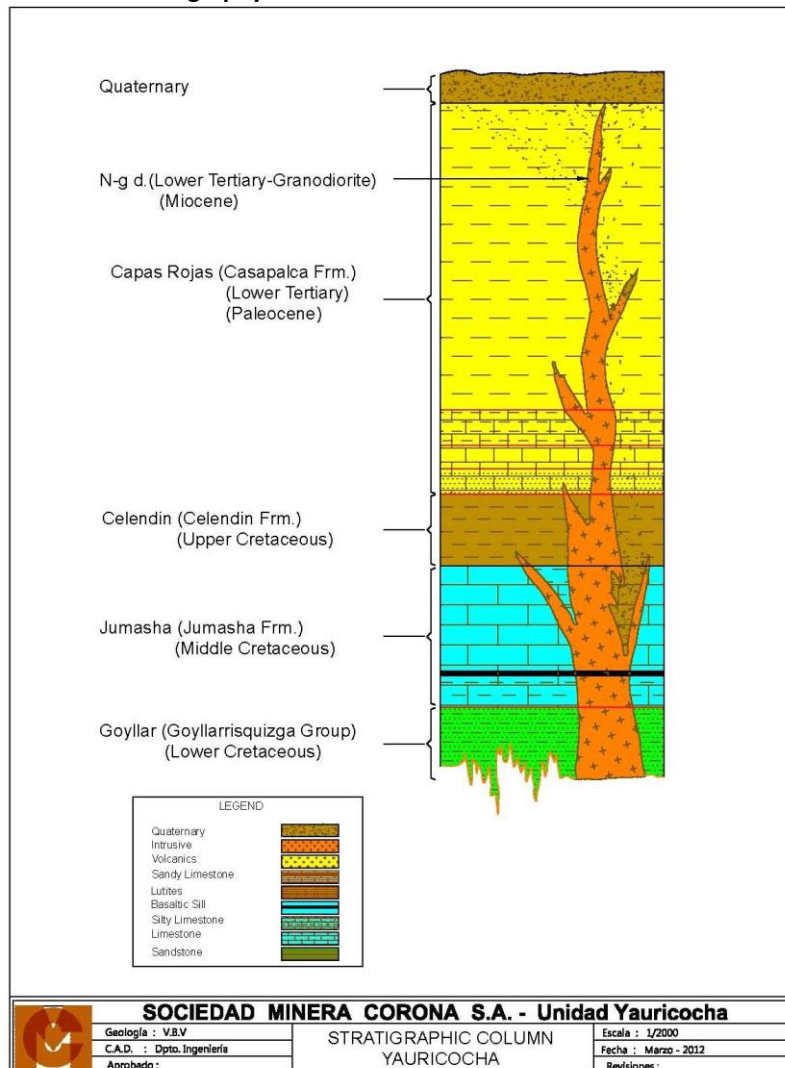 Quaternary
N-g d.(Lower Tertiary-Granodiorite)
(Miocene)
Capas Rojas (Casapalca Frm.)
(Lower Tertiary)
(Paleocene)
Celendin (Celendin Frm.)
(Upper Cretaceous)
Jumasha (Jumasha Frm.)
(Middle Cretaceous)
Goyllar (Goyllarrisquizga Group)
(Lower Cretaceous)
LEGEND
Quaternary
Intrusive
Volcanics
Sandy Limestone
Lutites
Basaltic Sill
Silty Limestone
Limestone
Sandstone
SOCIEDAD MINERA CORONA S.A. - Unidad Yauricocha
Geología : V.B.V
C.A.D. : Dpto. Ingeniería
Aprobado :
STRATIGRAPHIC COLUMN
YAURICOCHA
Escala : 1/2000
Fecha : Marzo - 2012
Revisiones :